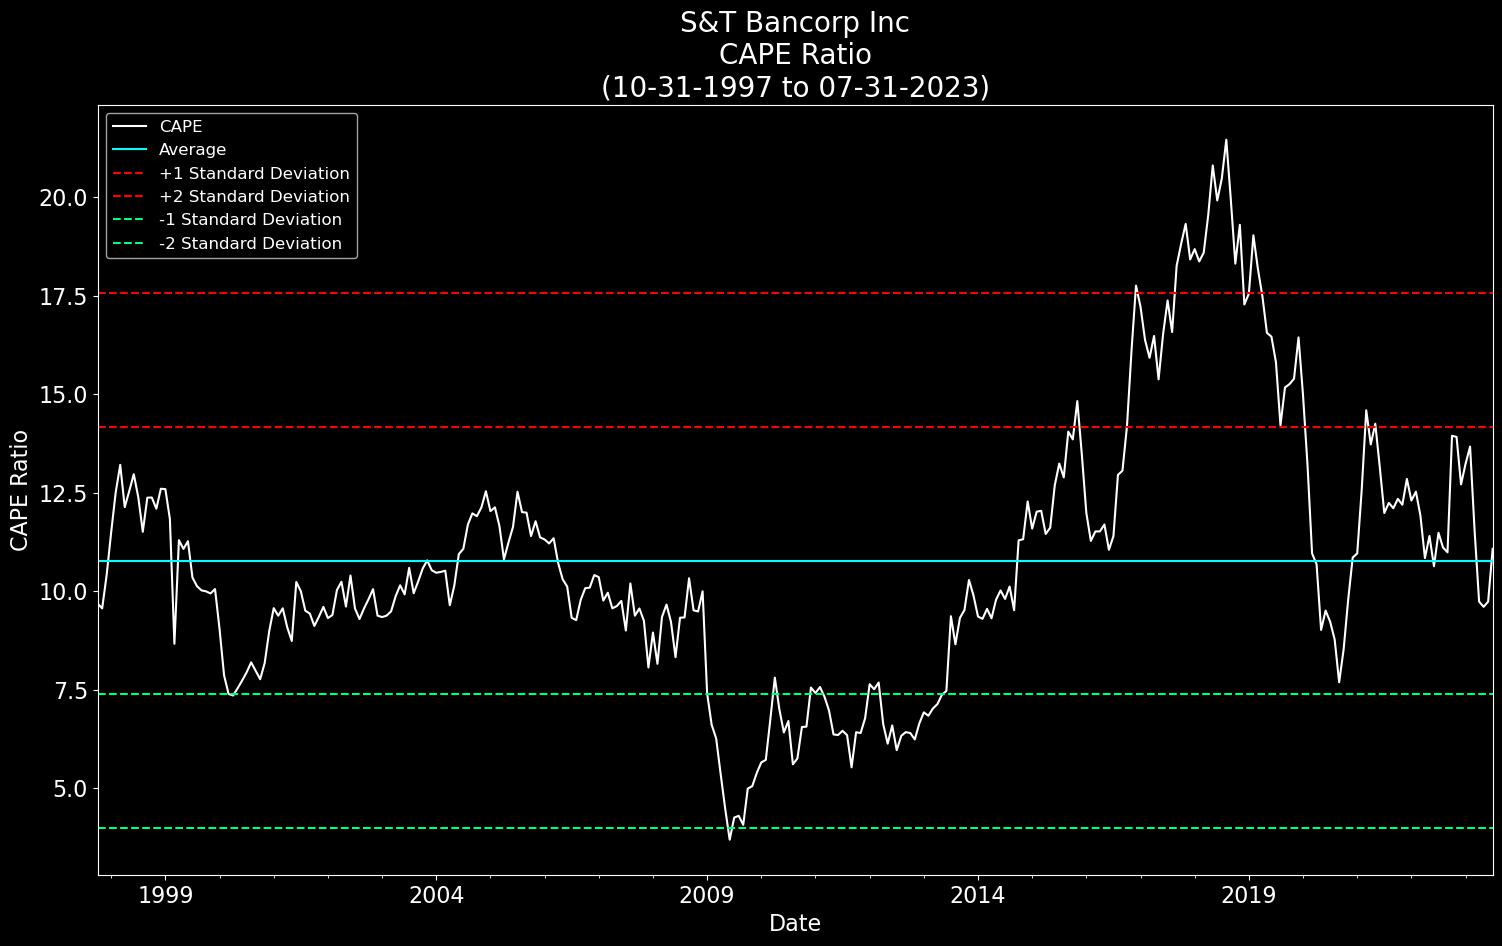 S&T Bancorp Inc
CAPE Ratio
(10-31-1997 to 07-31-2023)
CAPE
Average
+1 Standard Deviation
+2 Standard Deviation
-1 Standard Deviation
-2 Standard Deviation
20.0
17.5
15.0
12.5
10.0
7.5
5.0
CAPE Ratio
1999
2004
2009
2014
2019
Date